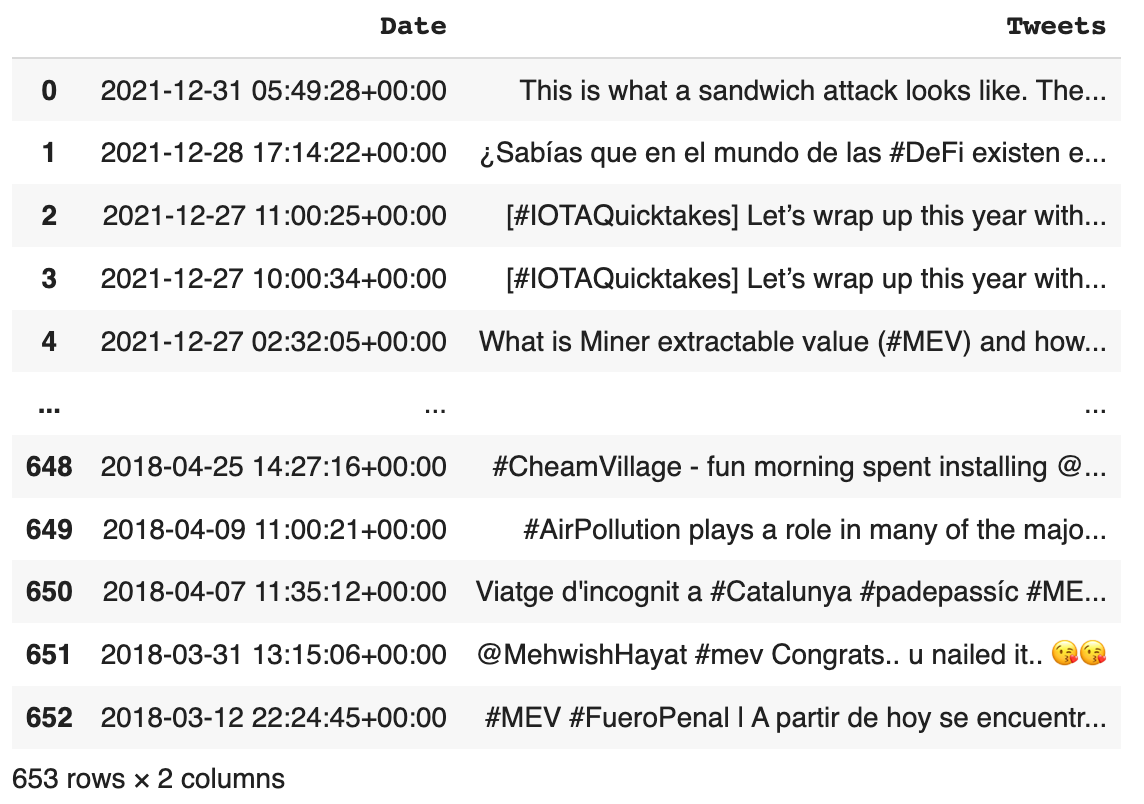 Date Tweets
0 2021-12-31 05:49:28+00:00 This is what a sandwich attack looks like. The...
1 2021-12-28 17:14:22+00:00 ¿Sabías que en el mundo de las #DeFi existen e...
2 2021-12-27 11:00:25+00:00 [#IOTAQuicktakes] Let’s wrap up this year with...
3 2021-12-27 10:00:34+00:00 [#IOTAQuicktakes] Let’s wrap up this year with...
4 2021-12-27 02:32:05+00:00 What is Miner extractable value (#MEV) and how...
... ... ...
648 2018-04-25 14:27:16+00:00 #CheamVillage - fun morning spent installing @...
649 2018-04-09 11:00:21+00:00 #AirPollution plays a role in many of the majo...
650 2018-04-07 11:35:12+00:00 Viatge d'incognit a #Catalunya #padepassíc #ME...
651 2018-03-31 13:15:06+00:00 @MehwishHayat #mev Congrats.. u nailed it.. 😘😘
652 2018-03-12 22:24:45+00:00 #MEV #FueroPenal l A partir de hoy se encuentr...
653 rows × 2 columns